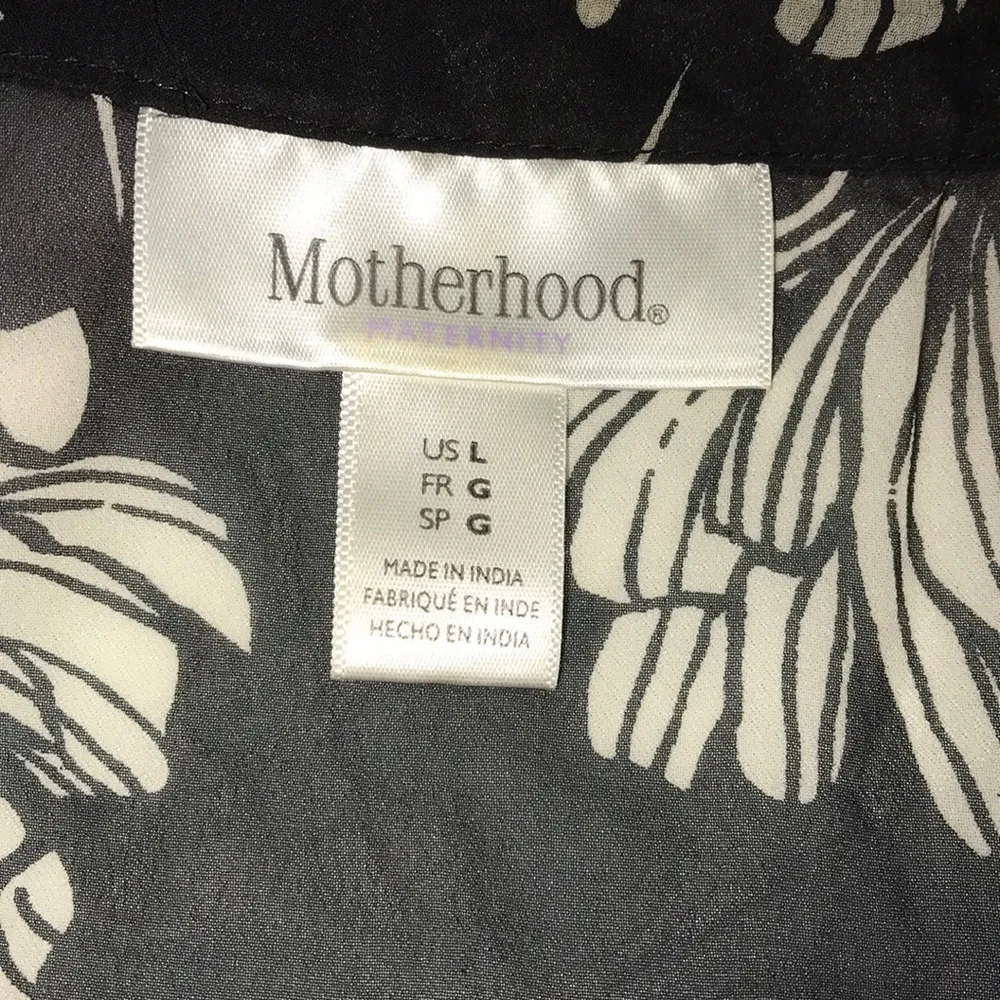 Motherhood®
MATERNITY
US L
FR G
SP G
MADE IN INDIA
FABRIQUÉ EN INDE
HECHO EN INDIA